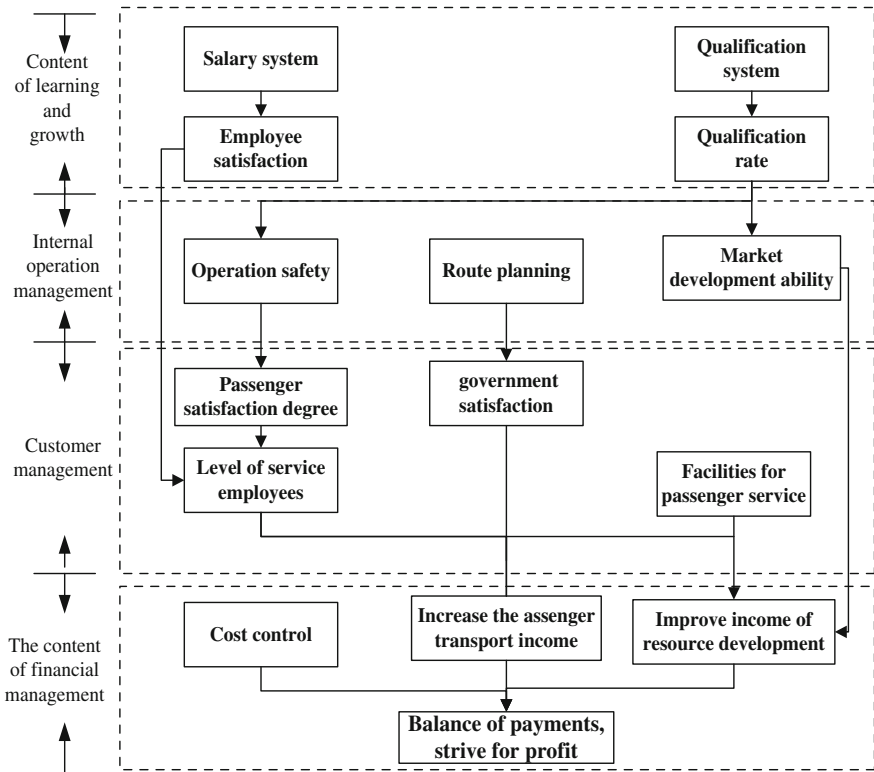 Content
of learning
and
growth
Salary system
Qualification
system
Employee
satisfaction
Qualification
rate
Internal
operation
management
Operation safety
Route planning
Market
development ability
Customer
management
Passenger
satisfaction degree
government
satisfaction
Level of service
employees
Facilities for
passenger service
The content
of financial
management
Cost control
Increase the assenger
transport income
Improve income of
resource development
Balance of payments,
strive for profit